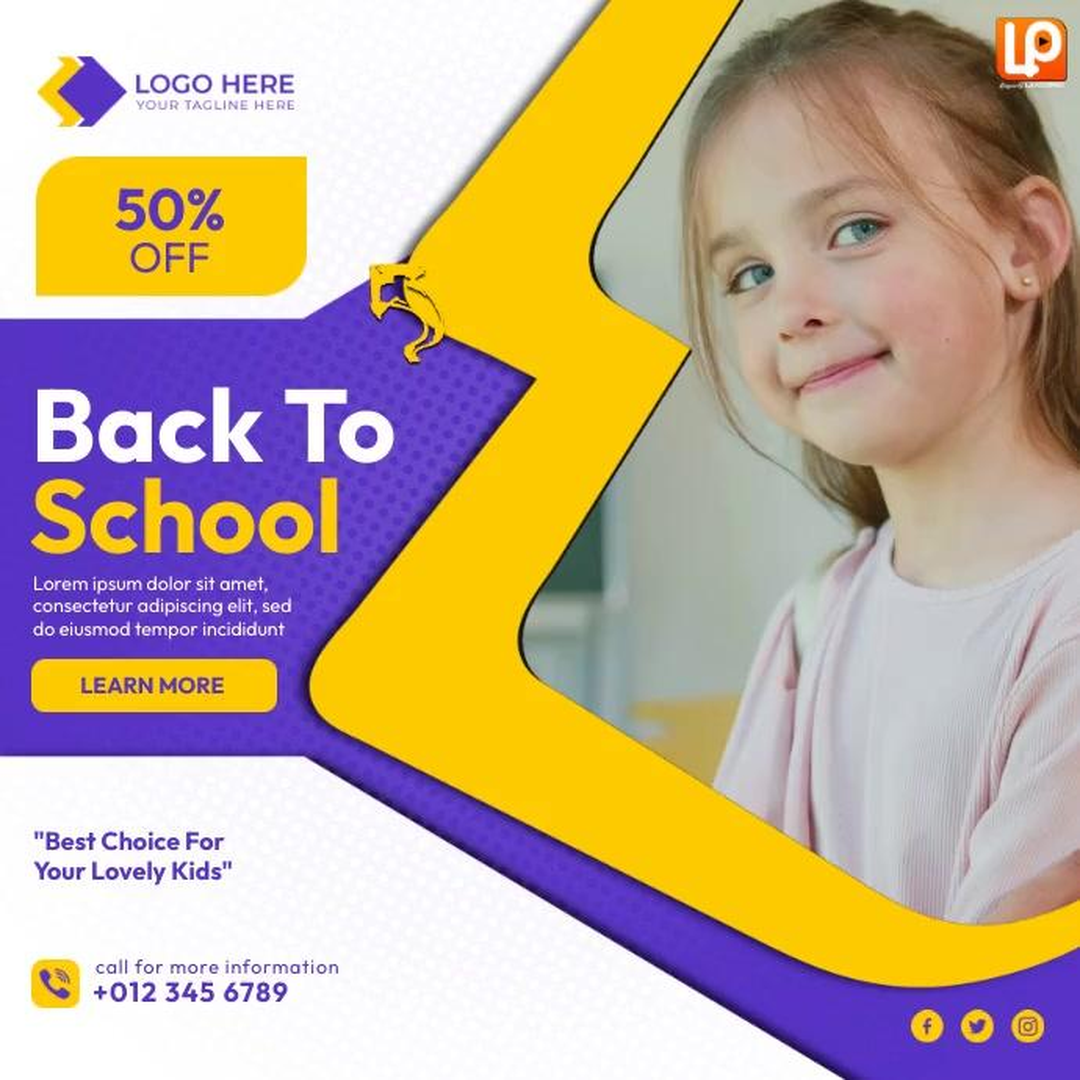 LOGO HERE
YOUR TAGLINE HERE
LP
50%
OFF
Back To
School
Lorem ipsum dolor sit amet,
consectetur adipiscing elit, sed
do eiusmod tempor incididunt
LEARN MORE
"Best Choice For
Your Lovely Kids"
call for more information
+012 345 6789